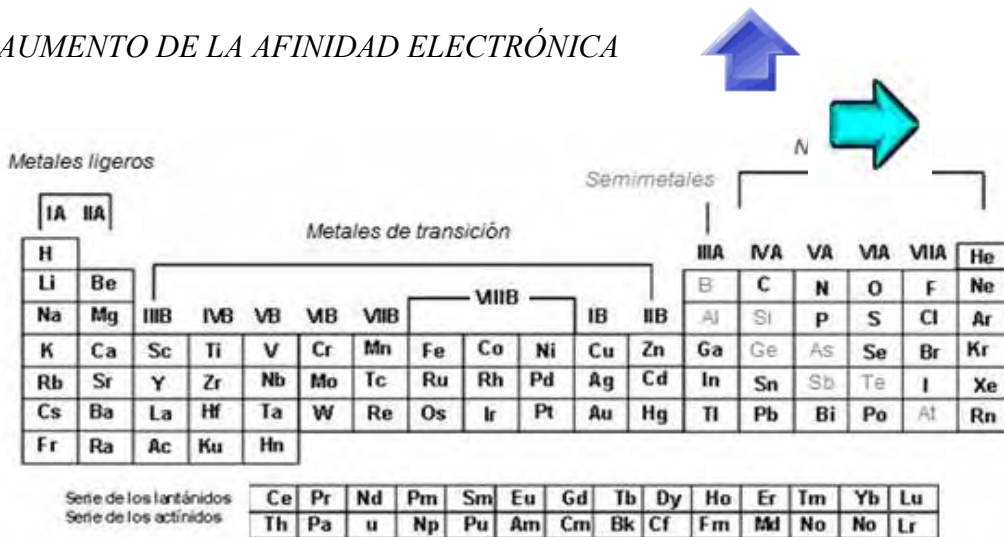 AUMENTO DE LA AFINIDAD ELECTRÓNICA
Metales ligeros
N
Semimetales
IA IIA
Metales de transición
H IIIA IVA VA VIA VIIA He
Li Be VIIIB B C N O F Ne
Na Mg IIIB IVB VB VIB VIIB IB IIB Al Si P S Cl Ar
K Ca Sc Ti V Cr Mn Fe Co Ni Cu Zn Ga Ge As Se Br Kr
Rb Sr Y Zr Nb Mo Tc Ru Rh Pd Ag Cd In Sn Sb Te I Xe
Cs Ba La Hf Ta W Re Os Ir Pt Au Hg Tl Pb Bi Po At Rn
Fr Ra Ac Ku Hn
Serie de los lantánidos Ce Pr Nd Pm Sm Eu Gd Tb Dy Ho Er Tm Yb Lu
Serie de los actínidos Th Pa u Np Pu Am Cm Bk Cf Fm Md No No Lr